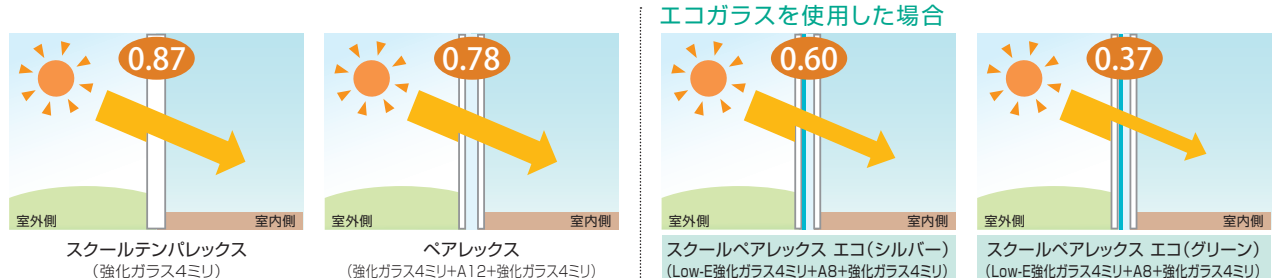 エコガラスを使用した場合
0.87
室外側
室内側
スクールテンパレックス
(強化ガラス4ミリ)
0.78
室外側
室内側
ペアレックス
(強化ガラス4ミリ+A12+強化ガラス4ミリ)
0.60
室外側
室内側
スクールペアレックス エコ(シルバー)
(Low-E強化ガラス4ミリ+A8+強化ガラス4ミリ)
0.37
室外側
室内側
スクールペアレックス エコ(グリーン)
(Low-E強化ガラス4ミリ+A8+強化ガラス4ミリ)